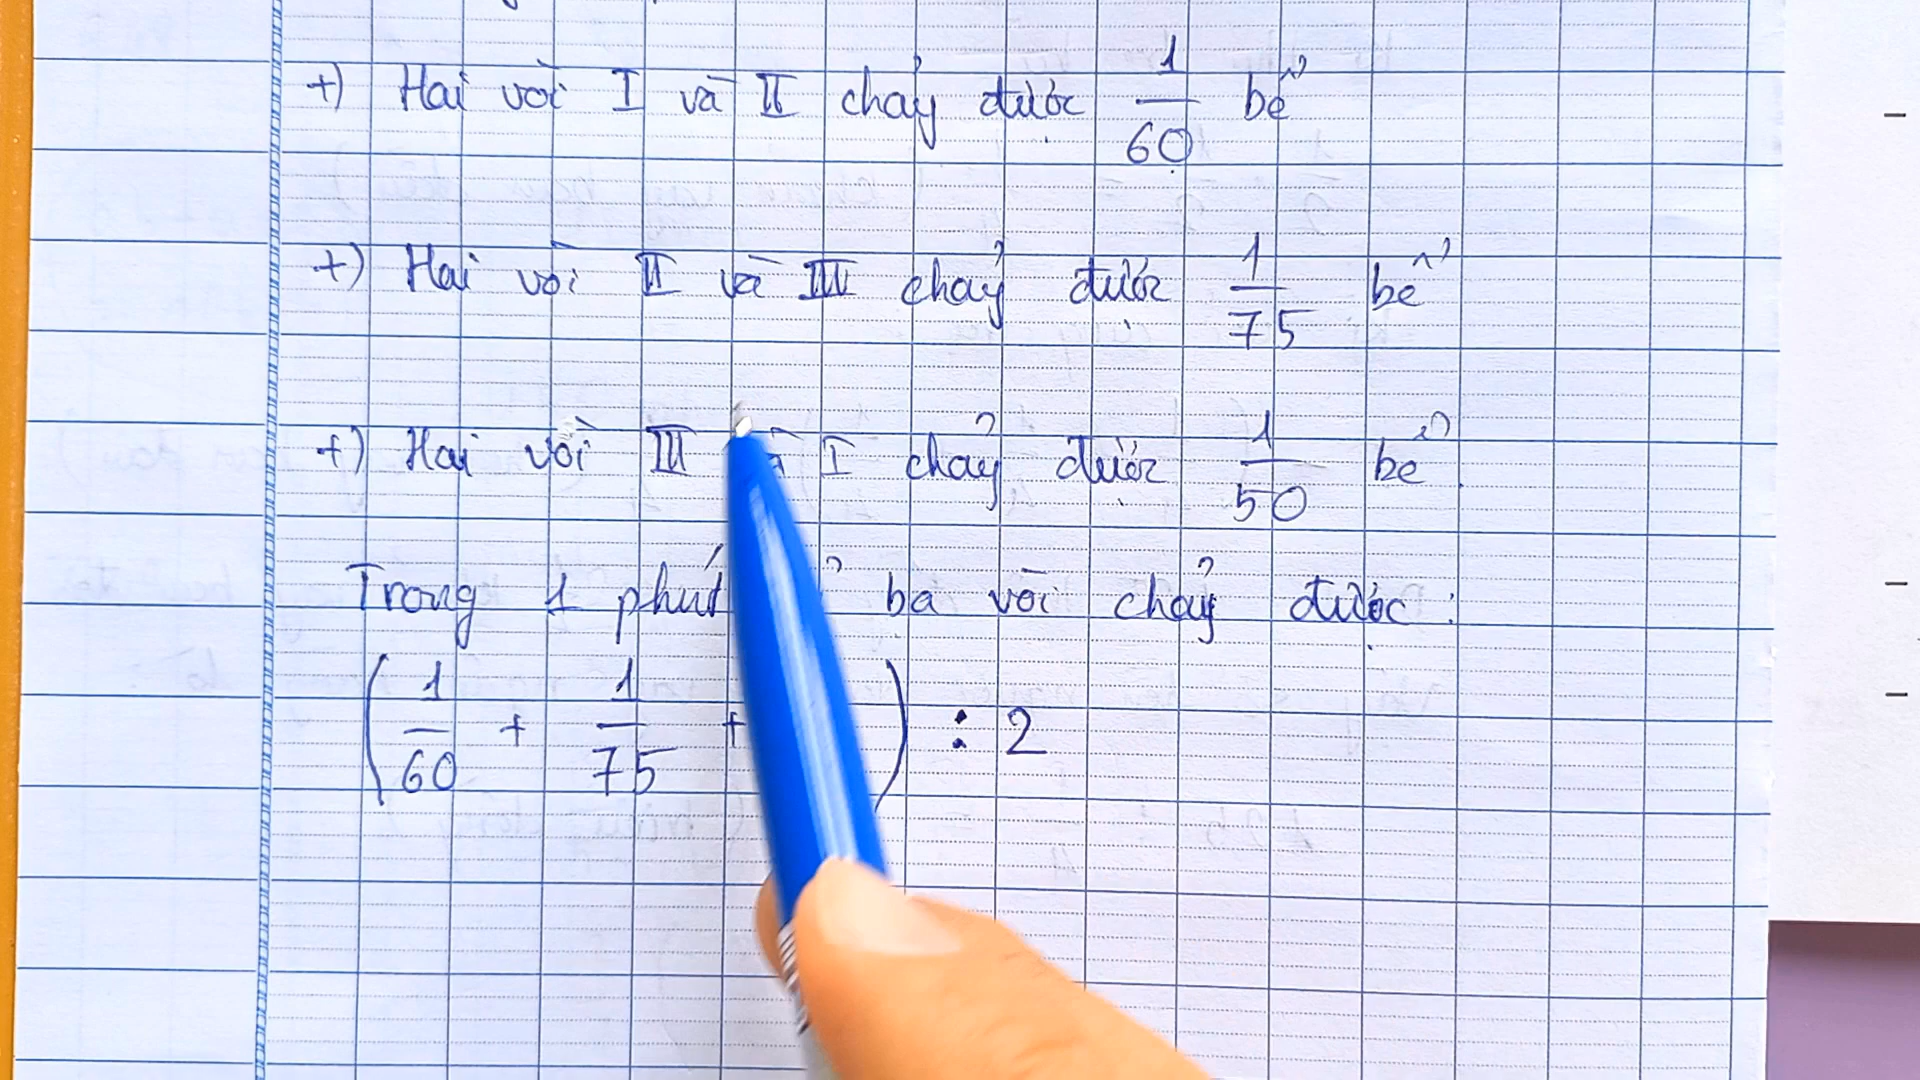 +) Hai vòi I và II chảy được 1/60 bể
+) Hai vòi II và III chảy được 1/75 bể
+) Hai vòi III và I chảy được 1/50 bể.
Trong 1 phút cả ba vòi chảy được:
(1/60 + 1/75 + ) : 2